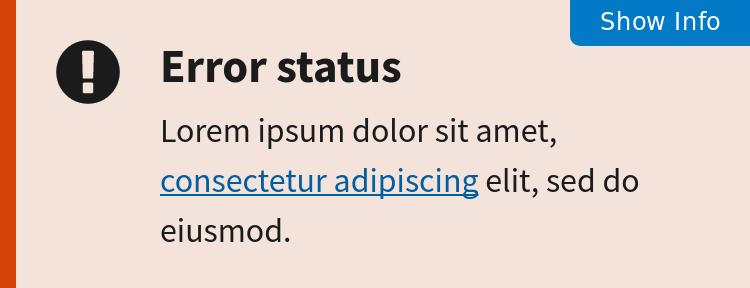 Show Info
Error status
Lorem ipsum dolor sit amet,
consectetur adipiscing elit, sed do
eiusmod.